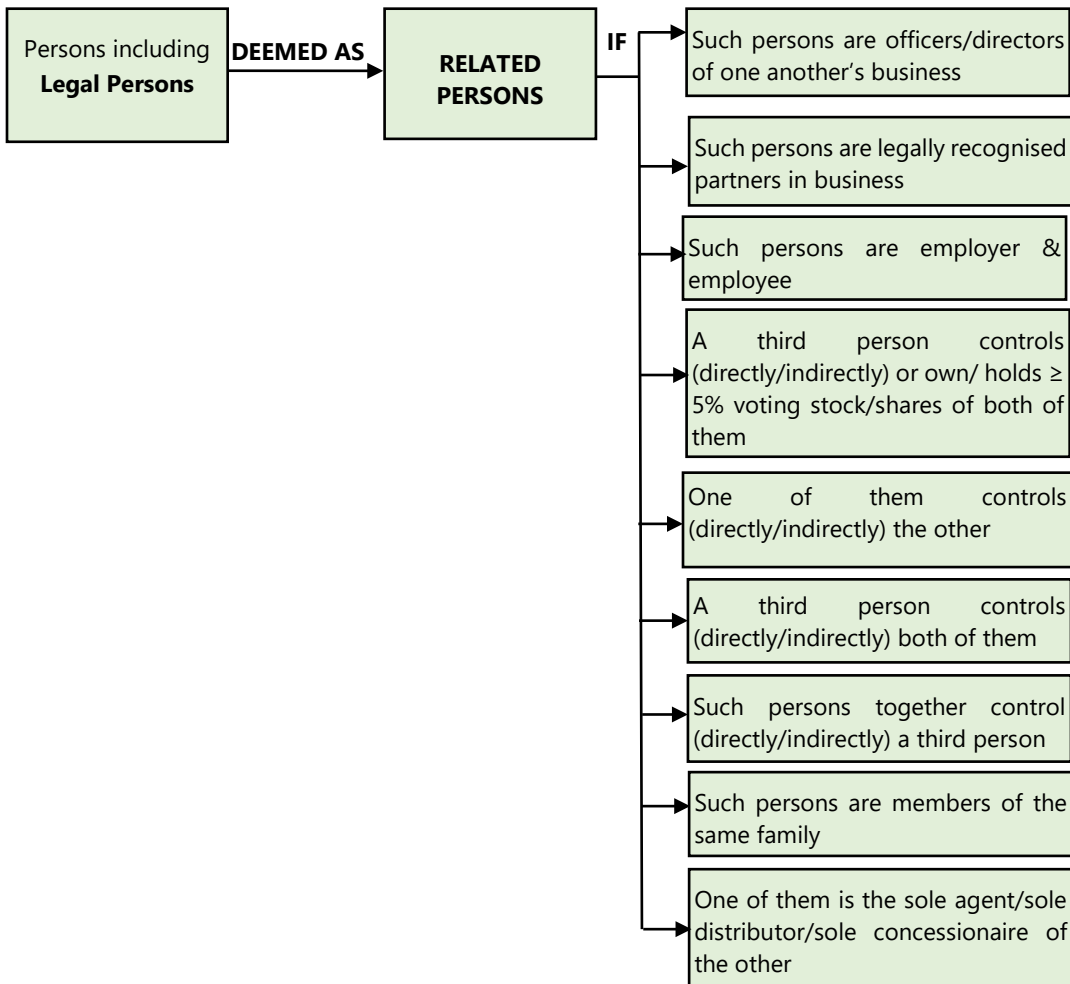 Persons including
Legal Persons
DEEMED AS
RELATED
PERSONS
IF
Such persons are officers/directors
of one another's business
Such persons are legally recognised
partners in business
Such persons are employer &
employee
A third person controls
(directly/indirectly) or own/ holds ≥
5% voting stock/shares of both of
them
One of them controls
(directly/indirectly) the other
A third person controls
(directly/indirectly) both of them
Such persons together control
(directly/indirectly) a third person
Such persons are members of the
same family
One of them is the sole agent/sole
distributor/sole concessionaire of
the other